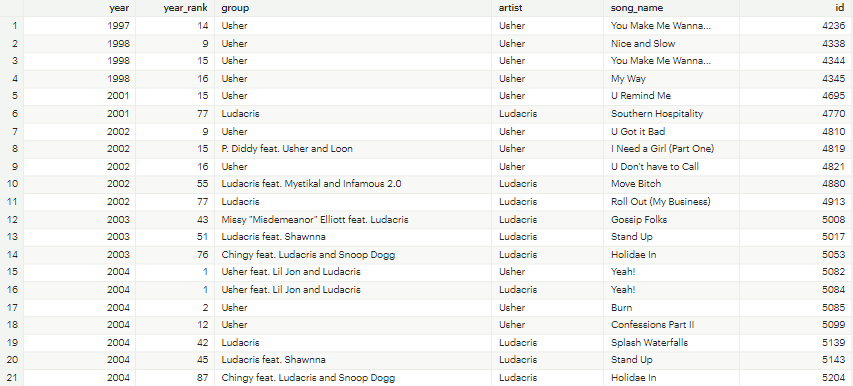 year year_rank group artist song_name id
1 1997 14 Usher Usher You Make Me Wanna... 4236
2 1998 9 Usher Usher Nice and Slow 4338
3 1998 15 Usher Usher You Make Me Wanna... 4344
4 1998 16 Usher Usher My Way 4345
5 2001 15 Usher Usher U Remind Me 4695
6 2001 77 Ludacris Ludacris Southern Hospitality 4770
7 2002 9 Usher Usher U Got it Bad 4810
8 2002 15 P. Diddy feat. Usher and Loon Usher I Need a Girl (Part One) 4819
9 2002 16 Usher Usher U Don't have to Call 4821
10 2002 55 Ludacris feat. Mystikal and Infamous 2.0 Ludacris Move Bitch 4880
11 2002 77 Ludacris Ludacris Roll Out (My Business) 4913
12 2003 43 Missy "Misdemeanor" Elliott feat. Ludacris Ludacris Gossip Folks 5008
13 2003 51 Ludacris feat. Shawnna Ludacris Stand Up 5017
14 2003 76 Chingy feat. Ludacris and Snoop Dogg Ludacris Holidae In 5053
15 2004 1 Usher feat. Lil Jon and Ludacris Usher Yeah! 5082
16 2004 1 Usher feat. Lil Jon and Ludacris Ludacris Yeah! 5084
17 2004 2 Usher Usher Burn 5085
18 2004 12 Usher Usher Confessions Part II 5099
19 2004 42 Ludacris Ludacris Splash Waterfalls 5139
20 2004 45 Ludacris feat. Shawnna Ludacris Stand Up 5143
21 2004 87 Chingy feat. Ludacris and Snoop Dogg Ludacris Holidae In 5204